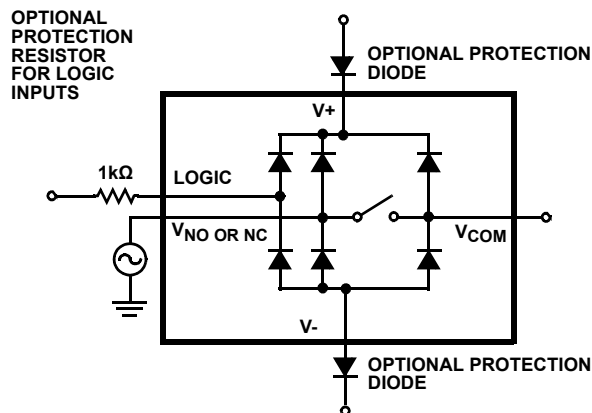 OPTIONAL
PROTECTION
RESISTOR
FOR LOGIC
INPUTS
OPTIONAL PROTECTION
DIODE
V+
1kΩ
LOGIC
VNO OR NC
VCOM
V-
OPTIONAL PROTECTION
DIODE